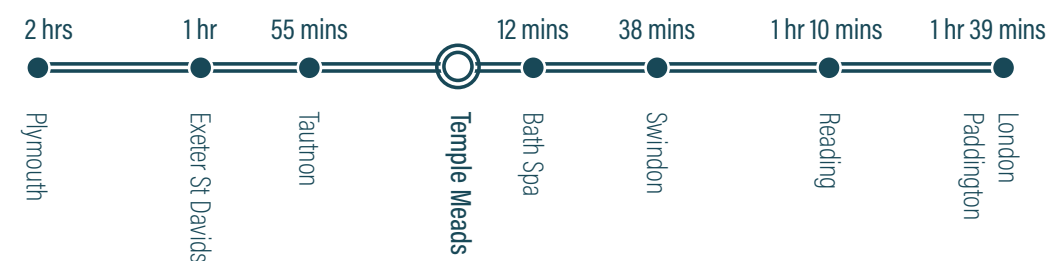 2 hrs
1 hr
55 mins
12 mins
38 mins
1 hr 10 mins
1 hr 39 mins
Plymouth
Exeter St Davids
Tautnon
Temple Meads
Bath Spa
Swindon
Reading
London
Paddington